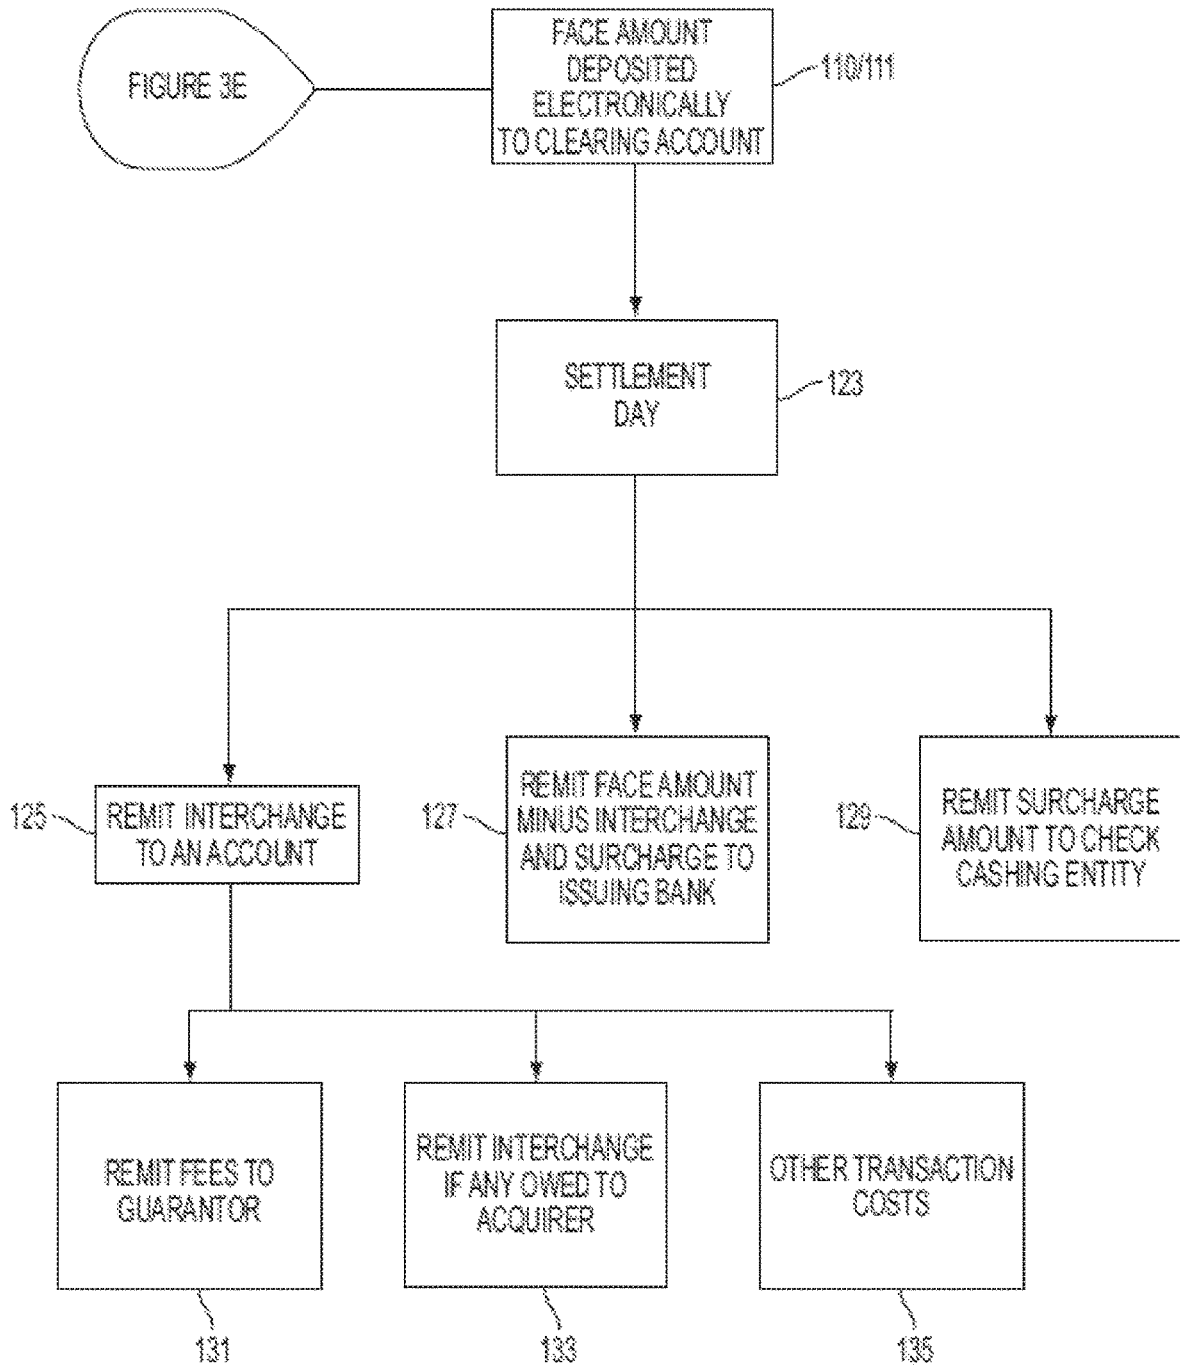 FIGURE 3E
FACE AMOUNT
DEPOSITED
ELECTRONICALLY
TO CLEARING ACCOUNT
110/111
SETTLEMENT
DAY
123
125
REMIT INTERCHANGE
TO AN ACCOUNT
127
REMIT FACE AMOUNT
MINUS INTERCHANGE
AND SURCHARGE TO
ISSUING BANK
129
REMIT SURCHARGE
AMOUNT TO CHECK
CASHING ENTITY
REMIT FEES TO
GUARANTOR
131
REMIT INTERCHANGE
IF ANY OWED TO
ACQUIRER
133
OTHER TRANSACTION
COSTS
135